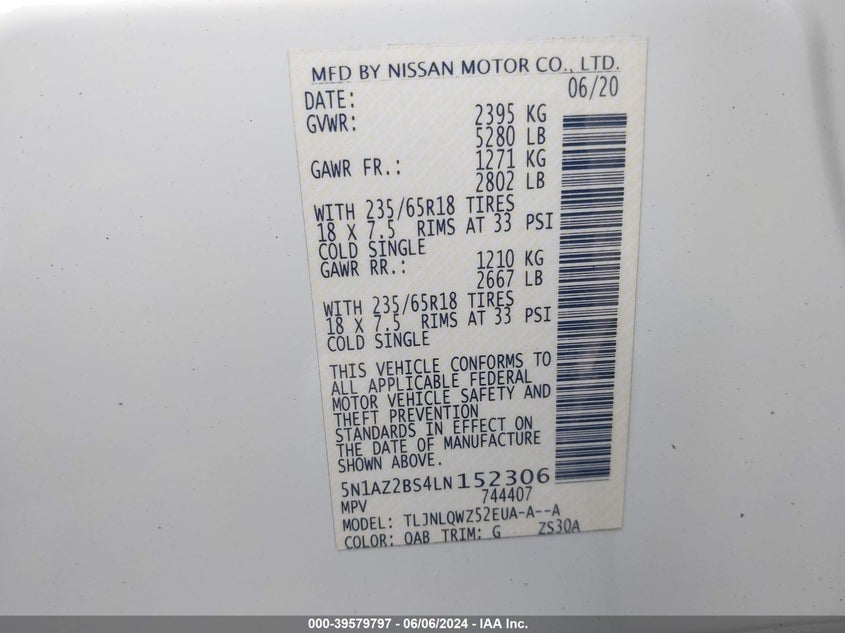 MFD BY NISSAN MOTOR CO., LTD.
DATE: 06/20
GVWR: 2395 KG
5280 LB
GAWR FR.: 1271 KG
2802 LB
WITH 235/65R18 TIRES
18 X 7.5 RIMS AT 33 PSI
COLD SINGLE
GAWR RR.: 1210 KG
2667 LB
WITH 235/65R18 TIRES
18 X 7.5 RIMS AT 33 PSI
COLD SINGLE
THIS VEHICLE CONFORMS TO
ALL APPLICABLE FEDERAL
MOTOR VEHICLE SAFETY AND
THEFT PREVENTION
STANDARDS IN EFFECT ON
THE DATE OF MANUFACTURE
SHOWN ABOVE.
5N1AZ2BS4LN152306
MPV 744407
MODEL: TLJNLQWZ52EUA-A--A
COLOR: QAB TRIM: G ZS30A
000-39579797 - 06/06/2024 - IAA Inc.